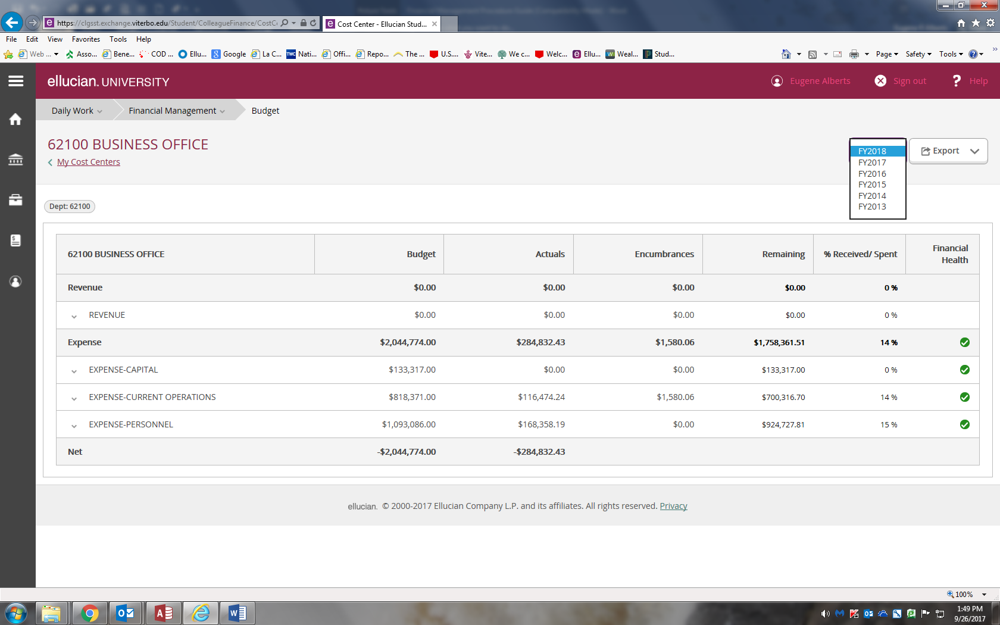 https://clgsst.exchange.viterbo.edu/Student/ColleagueFinance/CostC
Cost Center - Ellucian Stud...
File Edit View Favorites Tools Help
Web ... Asso... Bene... COD ... Ellu... Google La C... Nati... Offi... Repo... The ... U.S.... Vite... We c... Welc... Ellu... Weal... Stud... Page Safety Tools
ellucian. UNIVERSITY
Eugene Alberts Sign out ? Help
Daily Work Financial Management Budget
62100 BUSINESS OFFICE
My Cost Centers
FY2018
FY2017
FY2016
FY2015
FY2014
FY2013
Export
Dept: 62100
62100 BUSINESS OFFICE Budget Actuals Encumbrances Remaining % Received/ Spent Financial Health
Revenue $0.00 $0.00 $0.00 $0.00 0 %
REVENUE $0.00 $0.00 $0.00 $0.00 0 %
Expense $2,044,774.00 $284,832.43 $1,580.06 $1,758,361.51 14 %
EXPENSE-CAPITAL $133,317.00 $0.00 $0.00 $133,317.00 0 %
EXPENSE-CURRENT OPERATIONS $818,371.00 $116,474.24 $1,580.06 $700,316.70 14 %
EXPENSE-PERSONNEL $1,093,086.00 $168,358.19 $0.00 $924,727.81 15 %
Net -$2,044,774.00 -$284,832.43
ellucian. © 2000-2017 Ellucian Company L.P. and its affiliates. All rights reserved. Privacy
100%
1:49 PM
9/26/2017